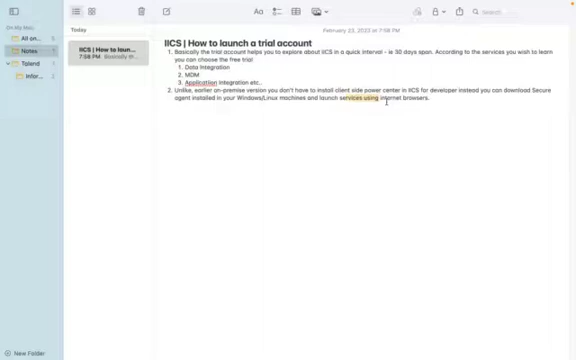 February 23, 2023 at 7:58 PM
Today
On My Mac
All on...
Notes
Talend
Infor...
IICS | How to laun...
7:58 PM Basically th...
Search
IICS | How to launch a trial account
1. Basically the trial account helps you to explore about IICS in a quick interval - ie 30 days span. According to the services you wish to learn
you can choose the free trial
1. Data Integration
2. MDM
3. Application Integration etc..
2. Unlike, earlier on-premise version you don't have to install client side power center in IICS for developer instead you can download Secure
agent installed in your Windows/Linux machines and launch services using internet browsers.
New Folder